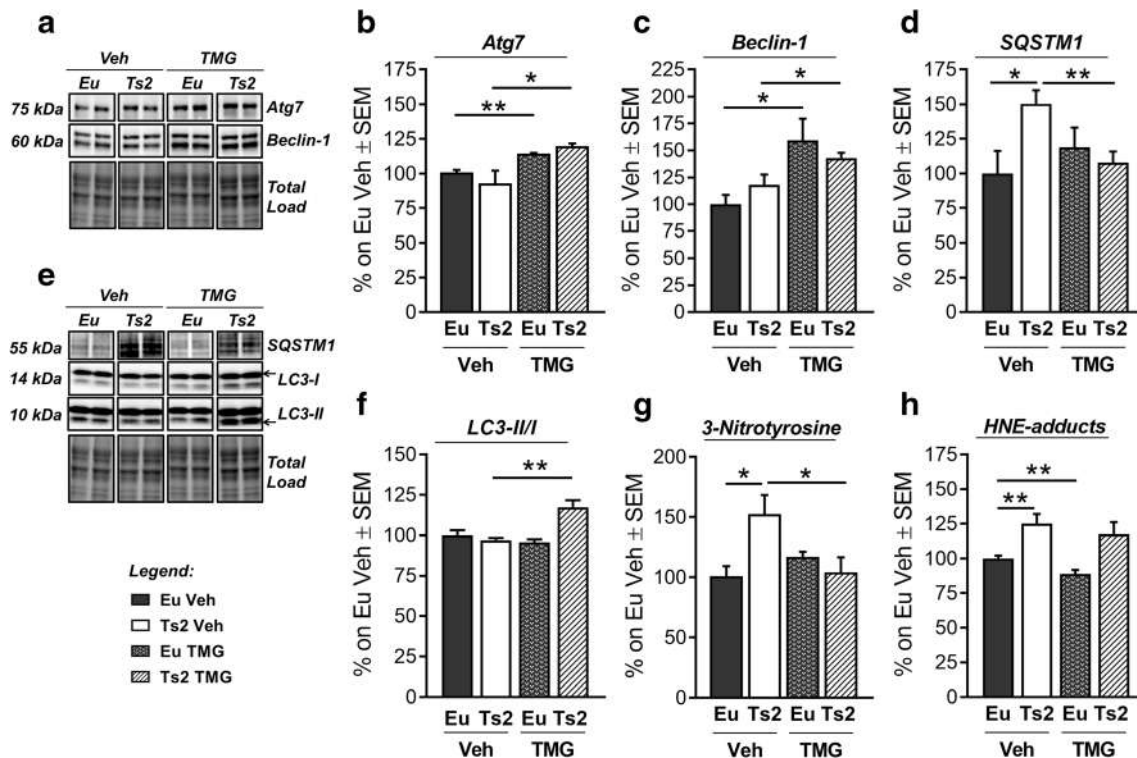 a
Veh TMG
Eu Ts2 Eu Ts2
75 kDa Atg7
60 kDa Beclin-1
Total
Load
b
Atg7
% on Eu Veh ± SEM
175
150
125
100
75
50
25
0
*
**
Eu Ts2 Eu Ts2
Veh TMG
c
Beclin-1
% on Eu Veh ± SEM
225
200
175
150
125
100
75
50
25
0
*
*
Eu Ts2 Eu Ts2
Veh TMG
d
SQSTM1
% on Eu Veh ± SEM
175
150
125
100
75
50
25
0
* **
Eu Ts2 Eu Ts2
Veh TMG
e
Veh TMG
Eu Ts2 Eu Ts2
55 kDa SQSTM1
14 kDa LC3-I
10 kDa LC3-II
Total
Load
Legend:
Eu Veh
Ts2 Veh
Eu TMG
Ts2 TMG
f
LC3-II/I
% on Eu Veh ± SEM
150
125
100
75
50
25
0
**
Eu Ts2 Eu Ts2
Veh TMG
g
3-Nitrotyrosine
% on Eu Veh ± SEM
200
150
100
50
0
* *
Eu Ts2 Eu Ts2
Veh TMG
h
HNE-adducts
% on Eu Veh ± SEM
175
150
125
100
75
50
25
0
**
**
Eu Ts2 Eu Ts2
Veh TMG